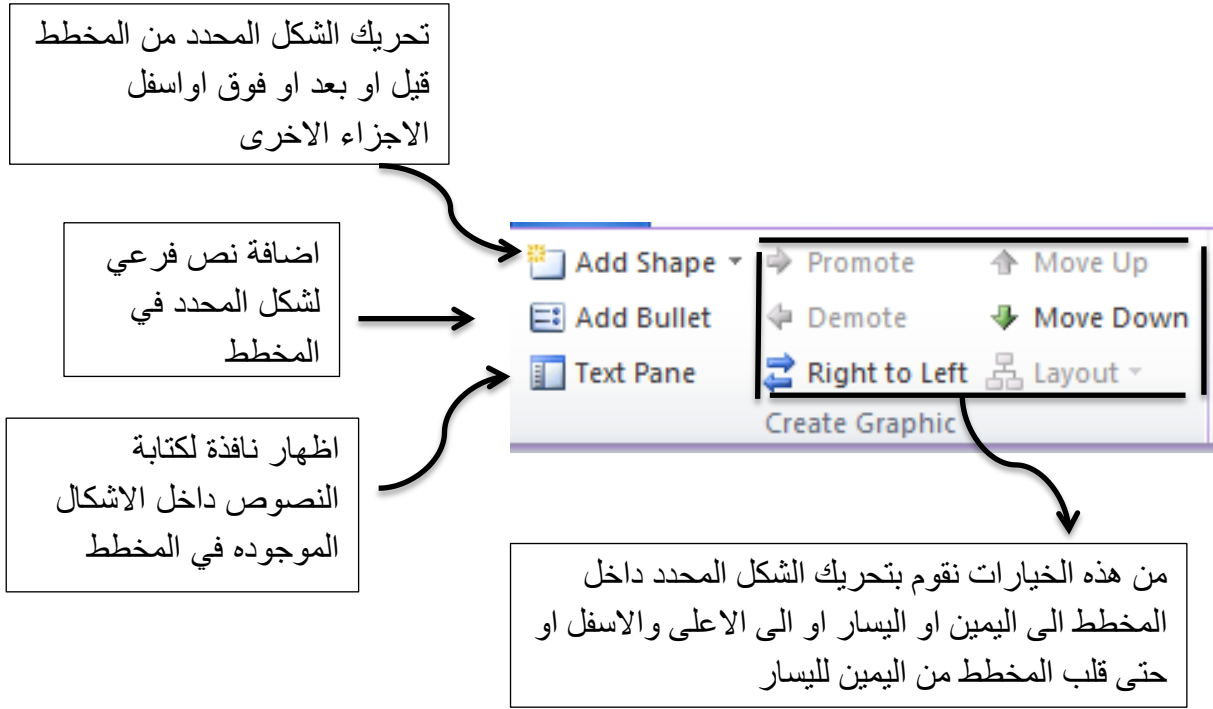 تحريك الشكل المحدد من المخطط
قيل او بعد او فوق اواسفل
الاجزاء الاخرى
اضافة نص فرعي
لشكل المحدد في
المخطط
اظهار نافذة لكتابة
النصوص داخل الاشكال
الموجوده في المخطط
Add Shape
Promote
Move Up
Add Bullet
Demote
Move Down
Text Pane
Right to Left
Layout
Create Graphic
من هذه الخيارات نقوم بتحريك الشكل المحدد داخل
المخطط الى اليمين او اليسار او الى الاعلى والاسفل او
حتى قلب المخطط من اليمين لليسار